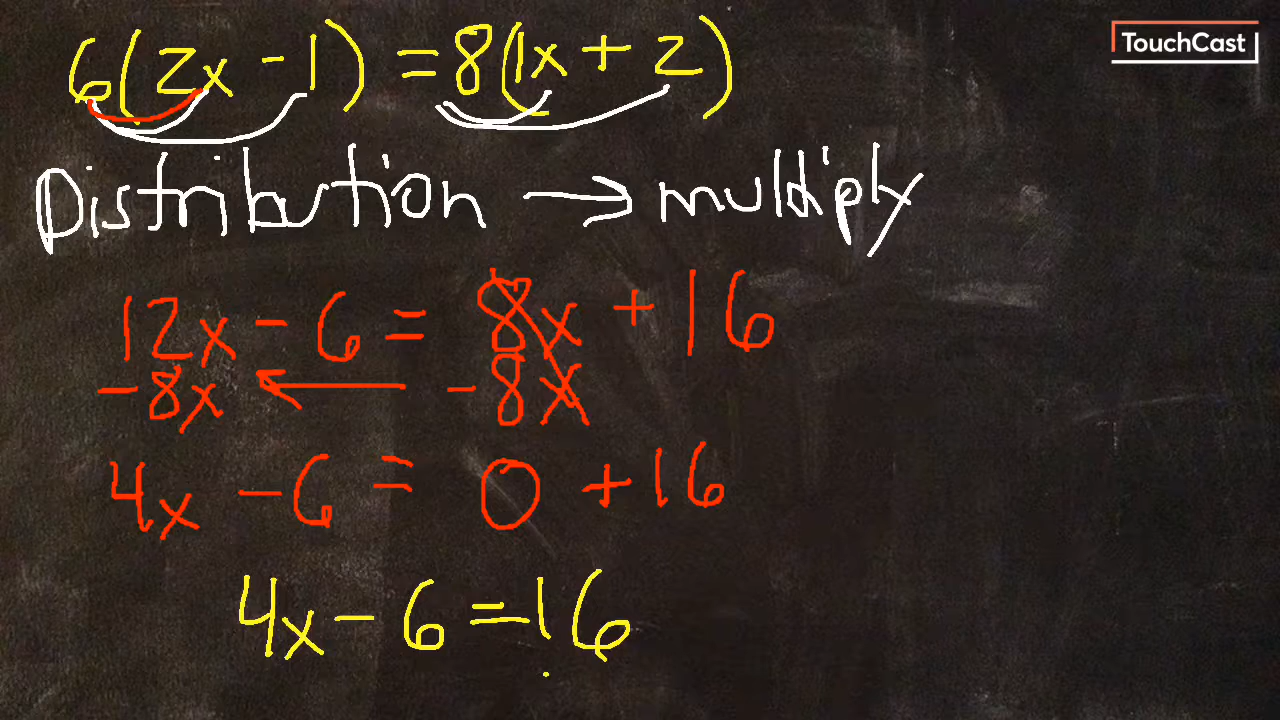 6(2x - 1) = 8(1x + 2)
TouchCast
Distribution → multiply
12x - 6 = 8x + 16
-8x ← -8x
4x - 6 = 0 + 16
4x - 6 = 16